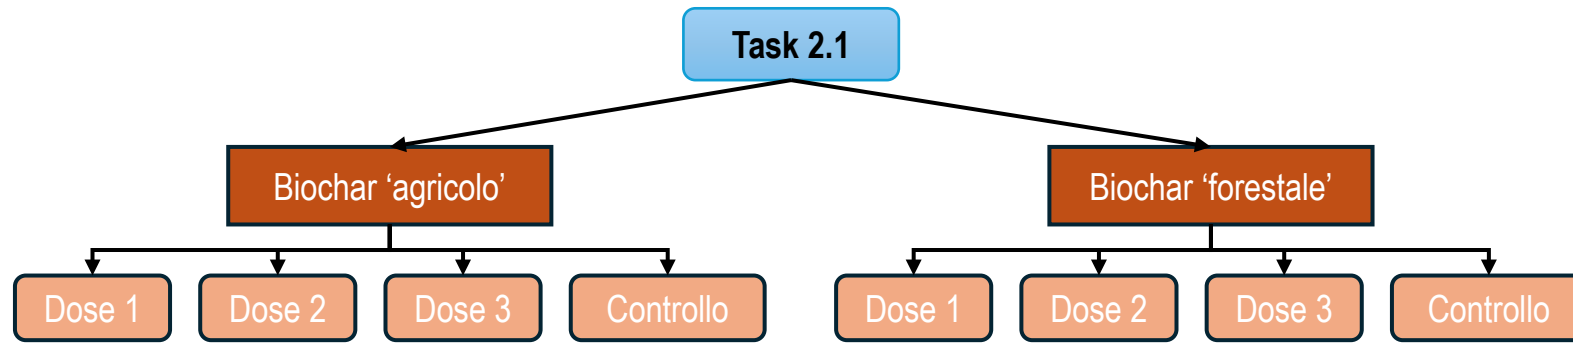 Task 2.1
Biochar ‘agricolo’
Biochar ‘forestale’
Dose 1
Dose 2
Dose 3
Controllo
Dose 1
Dose 2
Dose 3
Controllo